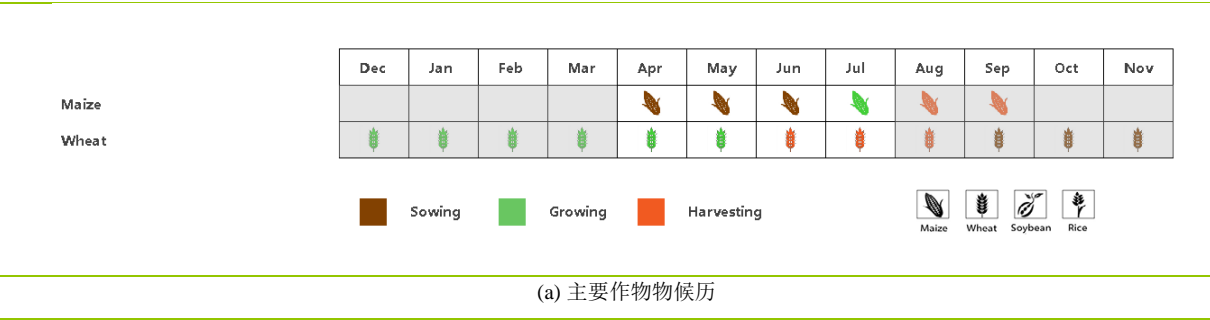 Dec Jan Feb Mar Apr May Jun Jul Aug Sep Oct Nov
Maize
Wheat
Sowing Growing Harvesting
Maize Wheat Soybean Rice
(a) 主要作物物候历